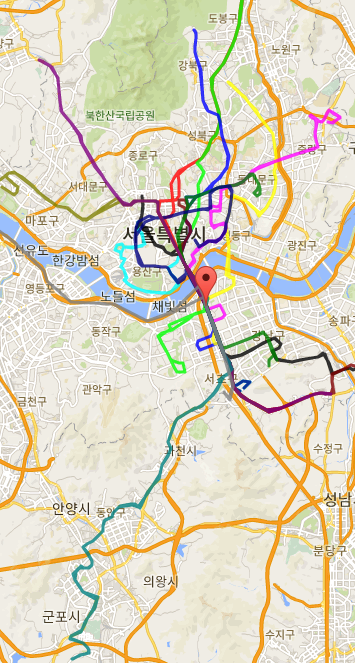 도봉구
노원구
강북구
북한산국립공원
성북구
종로구
중랑구
동대문구
서대문구
마포구
서울특별시
성동구
광진구
선유도
한강밤섬
용산구
영등포구
노들섬
채빛섬
송파구
동작구
강남구
관악구
서초구
금천구
수정구
과천시
안양시
동안구
성남
분당구
의왕시
군포시
수지구